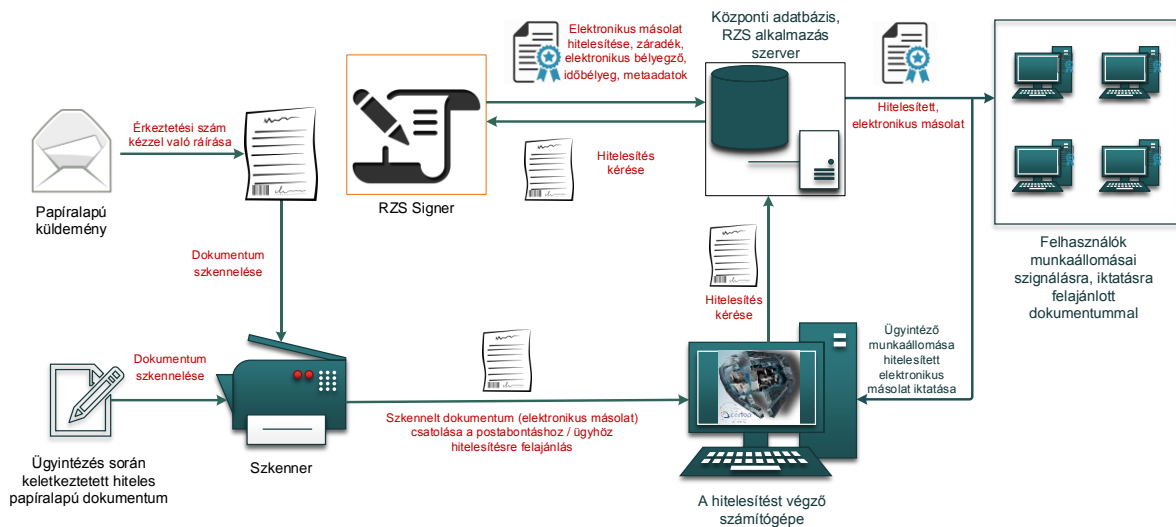 Elektronikus másolat
hitelesítése, záradék,
elektronikus bélyegző,
időbélyeg, metaadatok
Központi adatbázis,
RZS alkalmazás
szerver
Hitelesített,
elektronikus másolat
Érkeztetési szám
kézzel való ráírása
Papíralapú
küldemény
RZS Signer
Hitelesítés
kérése
Felhasználók
munkaállomásai
szignálásra, iktatásra
felajánlott
dokumentummal
Dokumentum
szkennelése
Hitelesítés
kérése
Ügyintéző
munkaállomása
hitelesített
elektronikus
másolat iktatása
Dokumentum
szkennelése
Szkennelt dokumentum (elektronikus másolat)
csatolása a postabontáshoz / ügyhöz
hitelesítésre felajánlás
Szkenner
Ügyintézés során
keletkeztetett hiteles
papíralapú dokumentum
certop
A hitelesítést végző
számítógépe